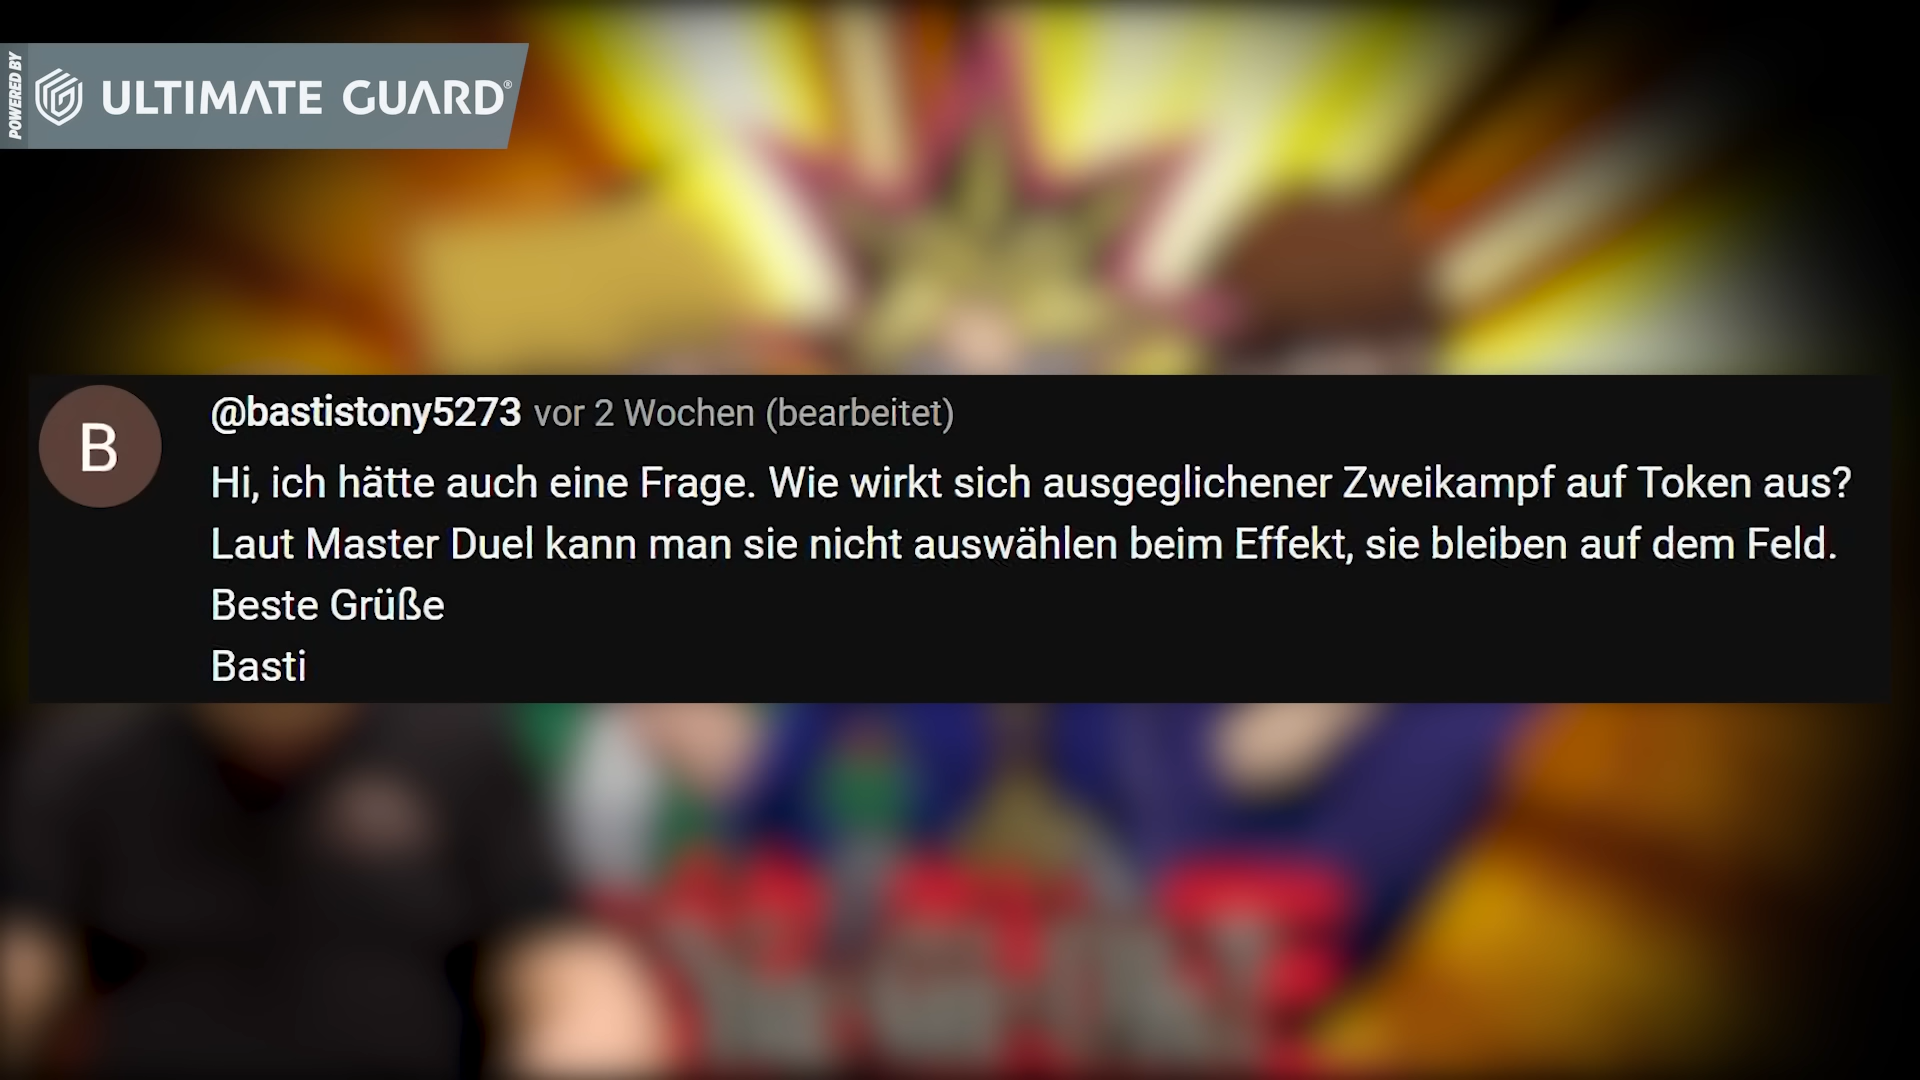 POWERED BY
ULTIMATE GUARD®
B
@bastistony5273 vor 2 Wochen (bearbeitet)
Hi, ich hätte auch eine Frage. Wie wirkt sich ausgeglichener Zweikampf auf Token aus?
Laut Master Duel kann man sie nicht auswählen beim Effekt, sie bleiben auf dem Feld.
Beste Grüße
Basti